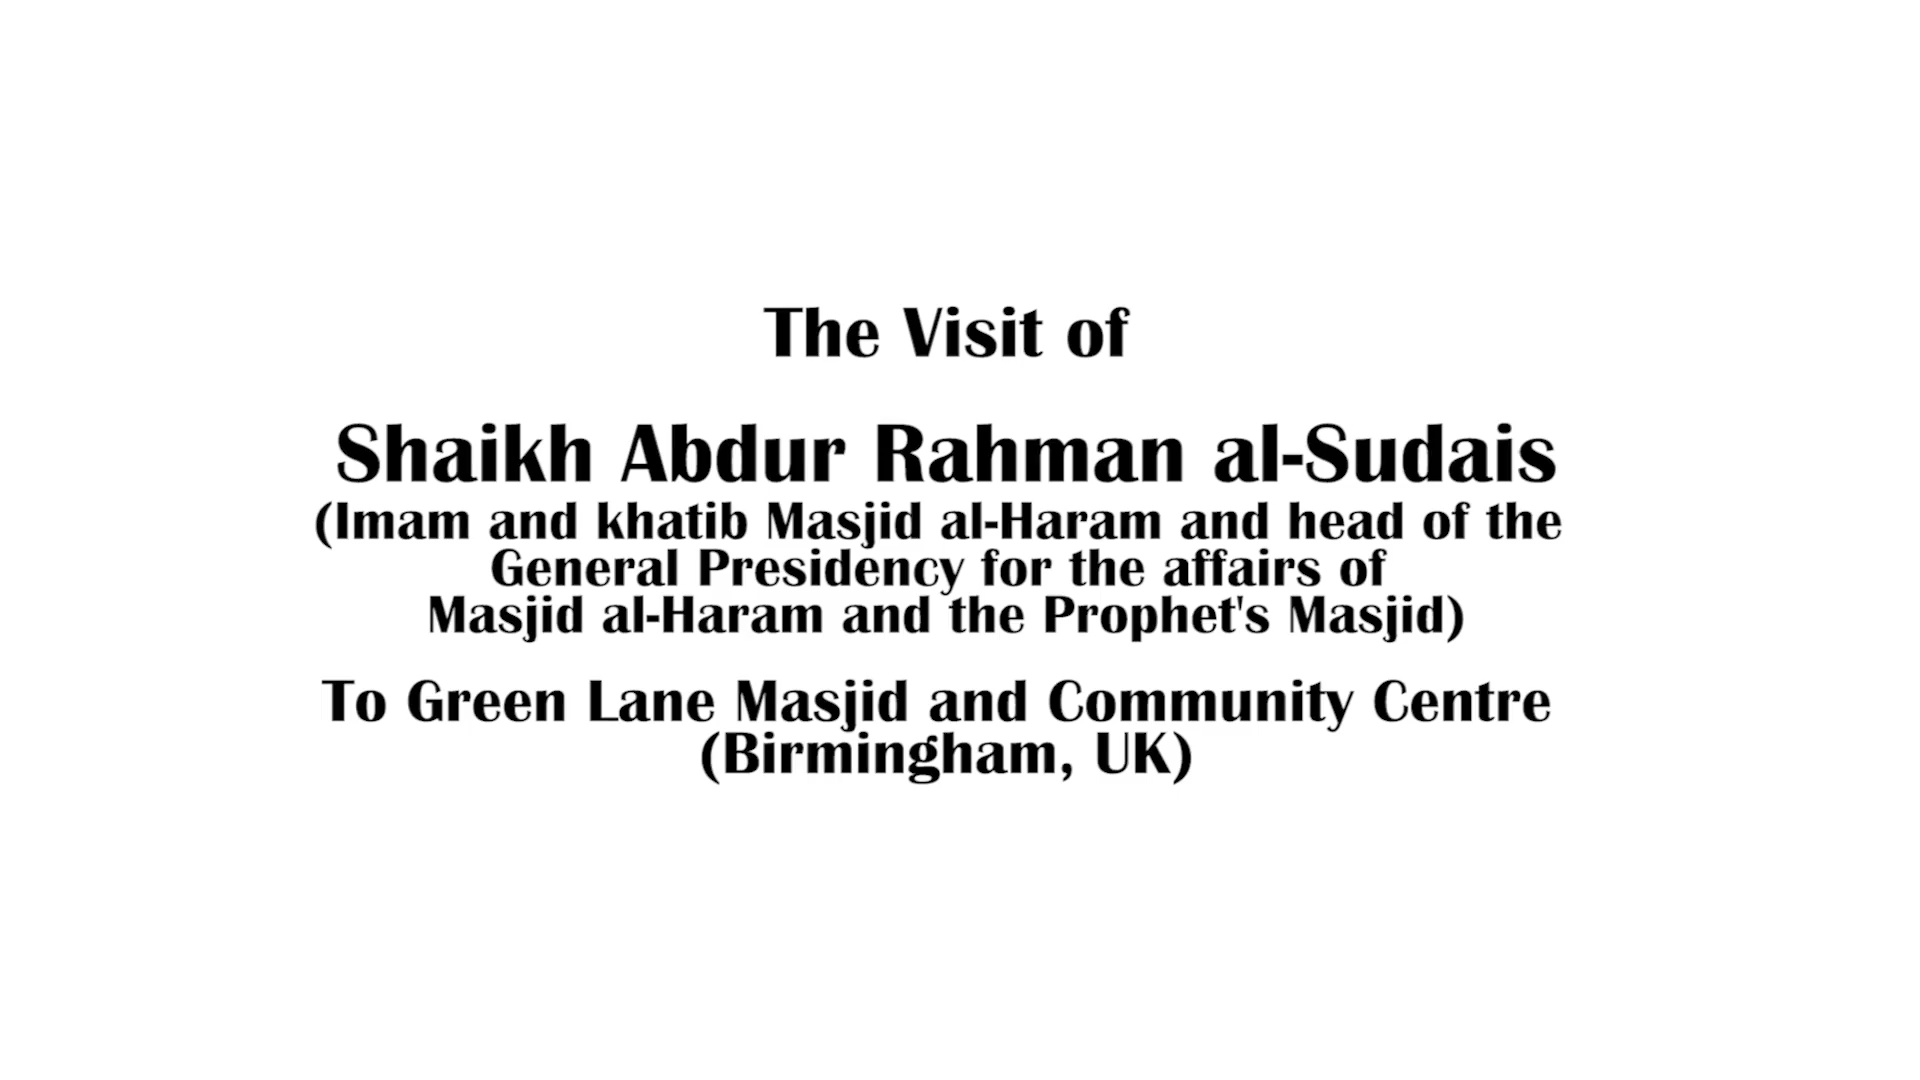 The Visit of
Shaikh Abdur Rahman al-Sudais
(Imam and khatib Masjid al-Haram and head of the
General Presidency for the affairs of
Masjid al-Haram and the Prophet's Masjid)
To Green Lane Masjid and Community Centre
(Birmingham, UK)